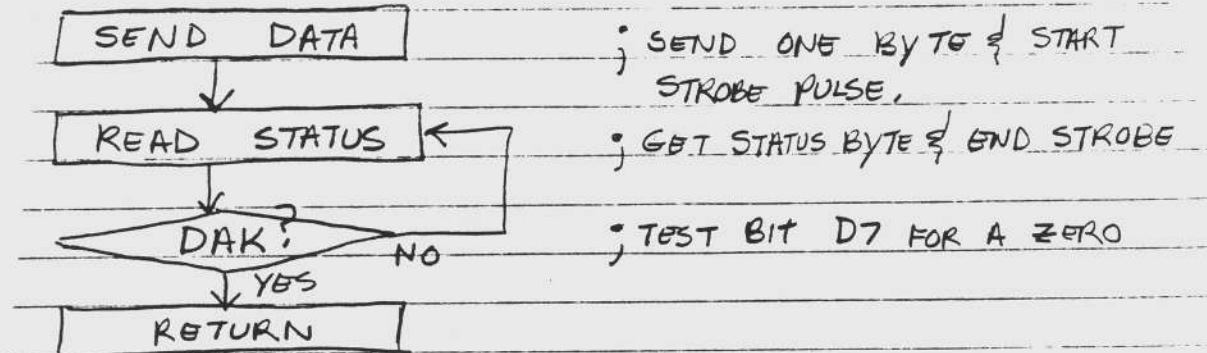 SEND DATA ; SEND ONE BYTE & START
STROBE PULSE.
READ STATUS ; GET STATUS BYTE & END STROBE
DAK? ; TEST BIT D7 FOR A ZERO
NO
YES
RETURN